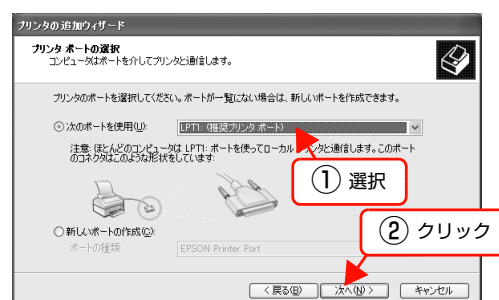 プリンタの追加ウィザード
プリンタ ポートの選択
コンピュータはポートを介してプリンタと通信します。
プリンタのポートを選択してください。ポートが一覧にない場合は、新しいポートを作成できます。
次のポートを使用(U):
LPT1: (推奨プリンタ ポート)
注意: ほとんどのコンピュータは LPT1: ポートを使ってローカル プリンタと通信します。このポート
のコネクタはこのような形状をしています:
① 選択
新しいポートの作成(C):
② クリック
ポートの種類
EPSON Printer Port
< 戻る(B)
次へ(N) >
キャンセル